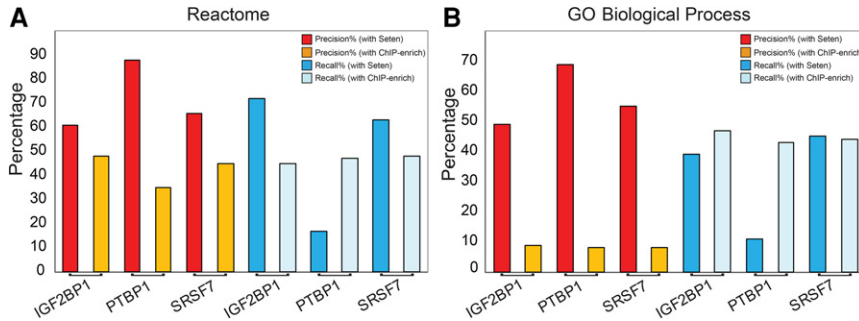 A
Reactome
Percentage
90
80
70
60
50
40
30
20
10
0
Precision% (with Seten)
Precision% (with ChIP-enrich)
Recall% (with Seten)
Recall% (with ChIP-enrich)
IGF2BP1
PTBP1
SRSF7
IGF2BP1
PTBP1
SRSF7
B
GO Biological Process
Percentage
70
60
50
40
30
20
10
0
Precision% (with Seten)
Precision% (with CHIP-enrich)
Recall% (with Seten)
Recall% (with CHIP-enrich)
IGF2BP1
PTBP1
SRSF7
IGF2BP1
PTBP1
SRSF7